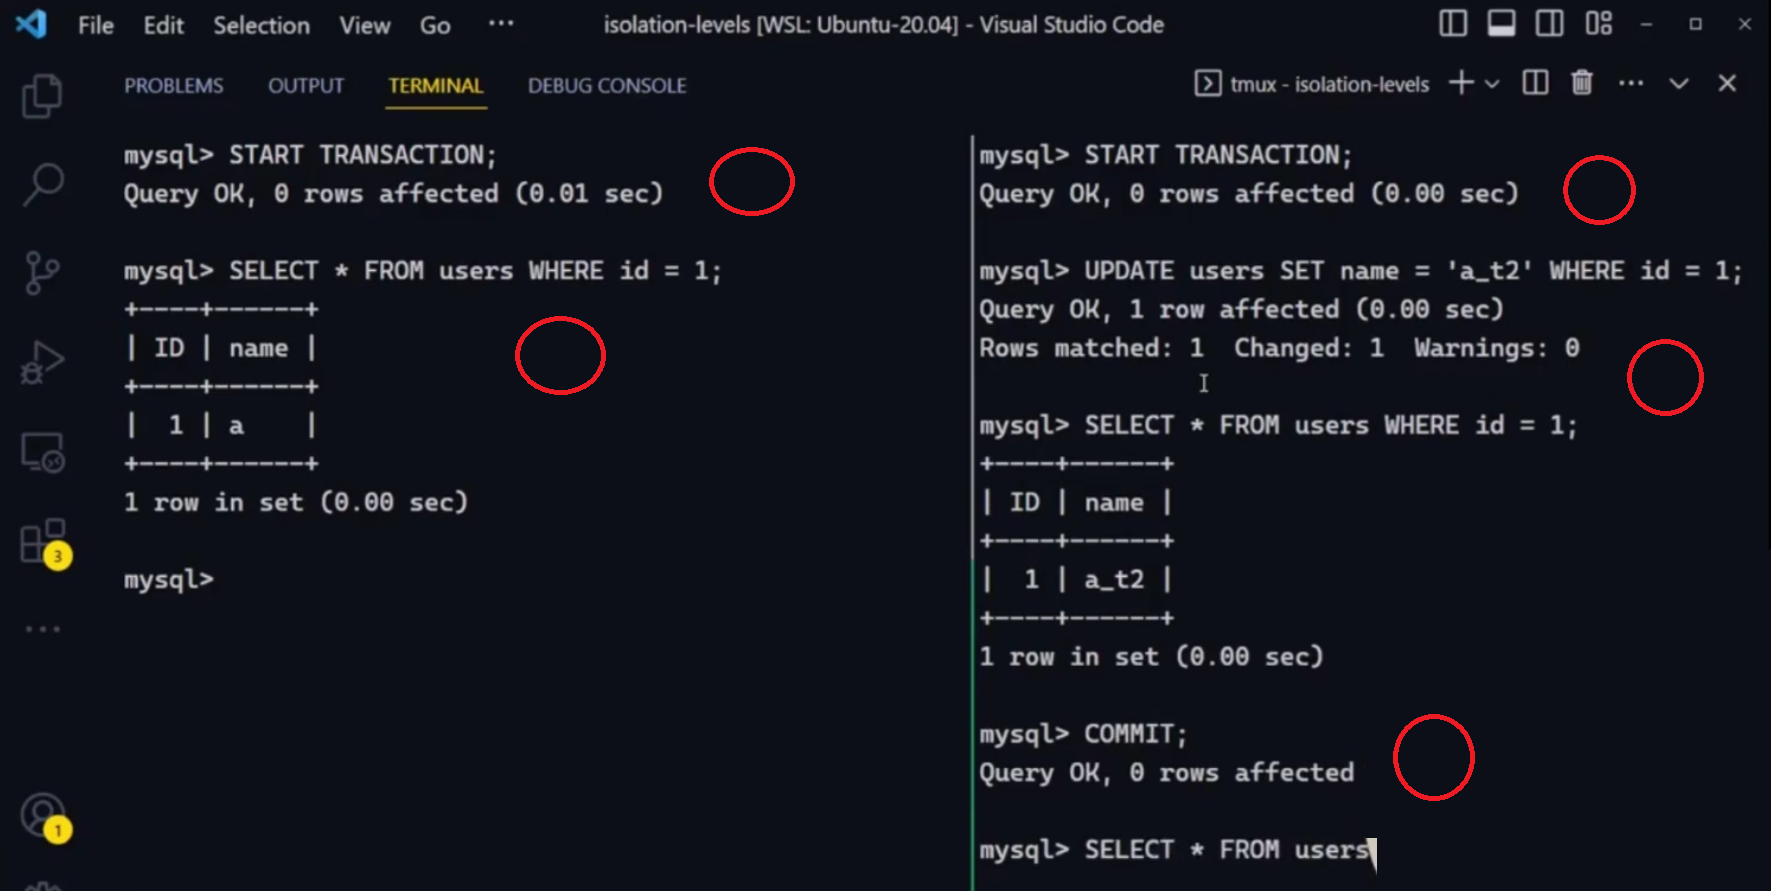 File Edit Selection View Go ··· isolation-levels [WSL: Ubuntu-20.04] - Visual Studio Code
PROBLEMS OUTPUT TERMINAL DEBUG CONSOLE tmux - isolation-levels
mysql> START TRANSACTION;
Query OK, 0 rows affected (0.01 sec)
mysql> SELECT * FROM users WHERE id = 1;
+----+------+
| ID | name |
+----+------+
|  1 | a    |
+----+------+
1 row in set (0.00 sec)
mysql>
mysql> START TRANSACTION;
Query OK, 0 rows affected (0.00 sec)
mysql> UPDATE users SET name = 'a_t2' WHERE id = 1;
Query OK, 1 row affected (0.00 sec)
Rows matched: 1  Changed: 1  Warnings: 0
mysql> SELECT * FROM users WHERE id = 1;
+----+------+
| ID | name |
+----+------+
|  1 | a_t2 |
+----+------+
1 row in set (0.00 sec)
mysql> COMMIT;
Query OK, 0 rows affected
mysql> SELECT * FROM users
3
1